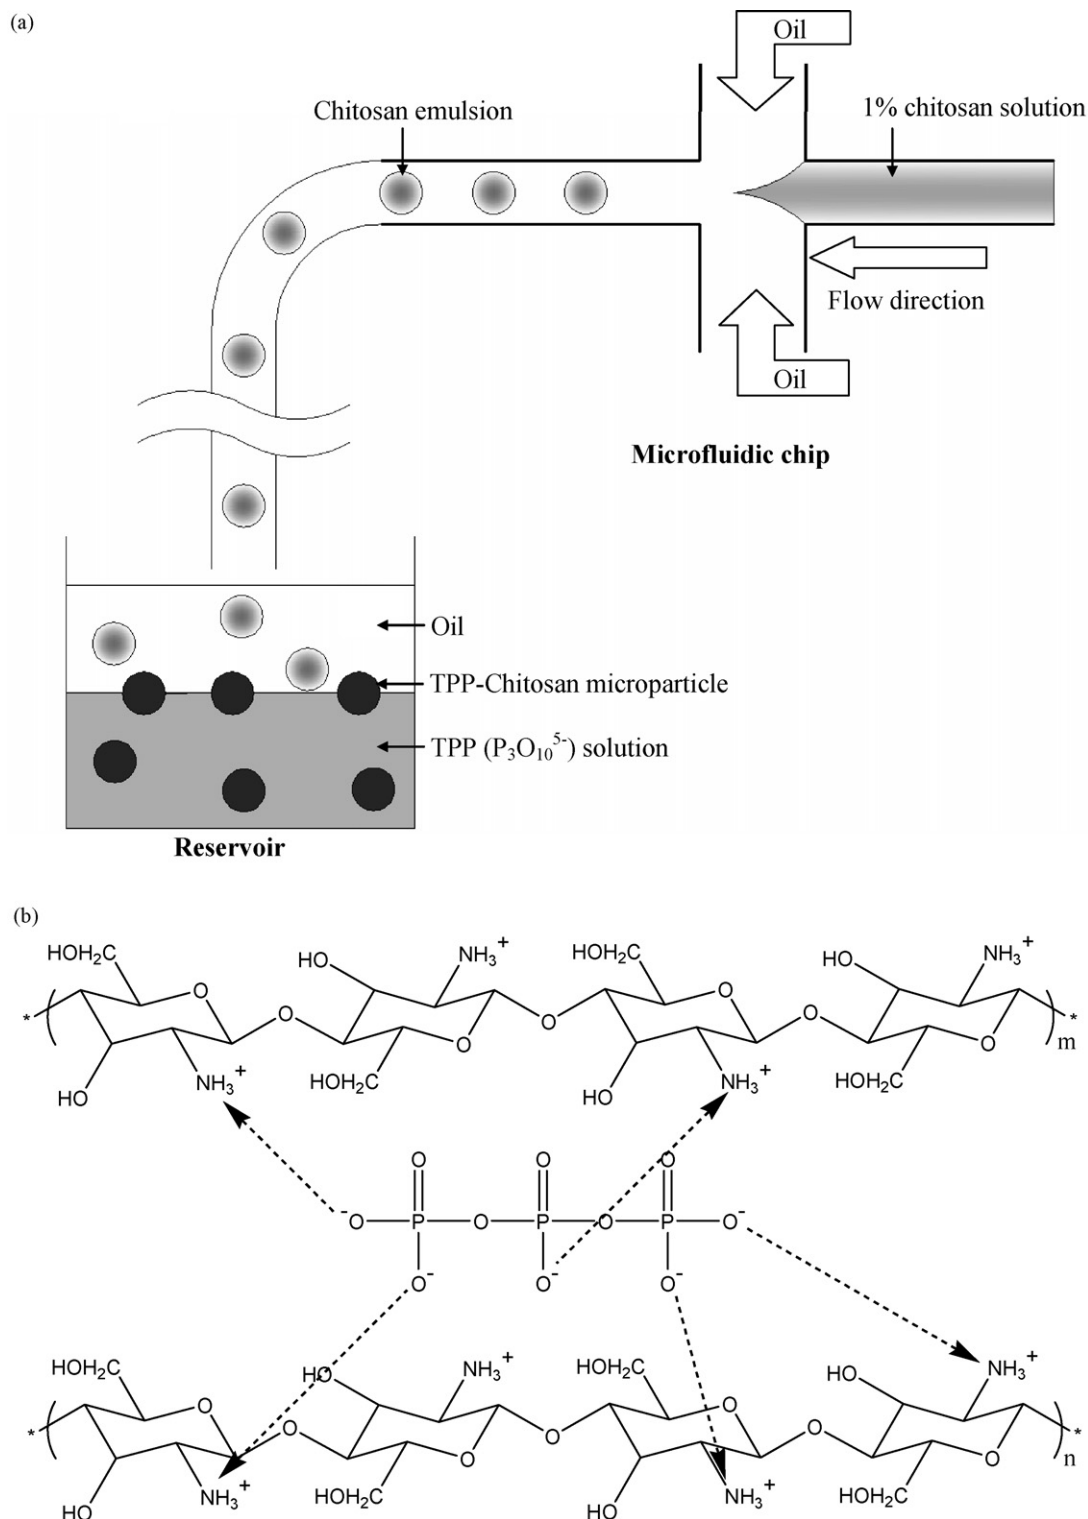 (a)
Oil
Chitosan emulsion
1% chitosan solution
Flow direction
Oil
Microfluidic chip
Oil
TPP-Chitosan microparticle
TPP (P₃O₁₀⁵⁻) solution
Reservoir
(b)
HOH₂C HO NH₃⁺ HOH₂C HO NH₃⁺
* ( O O O O O O O ) m *
HO NH₃⁺ HOH₂C HO NH₃⁺ HOH₂C
O O O
⁻O P O P O P O⁻
O⁻ O⁻ O⁻
HOH₂C HO NH₃⁺ HOH₂C HO NH₃⁺
* ( O O O O O O O ) n *
HO NH₃⁺ HOH₂C HO NH₃⁺ HOH₂C